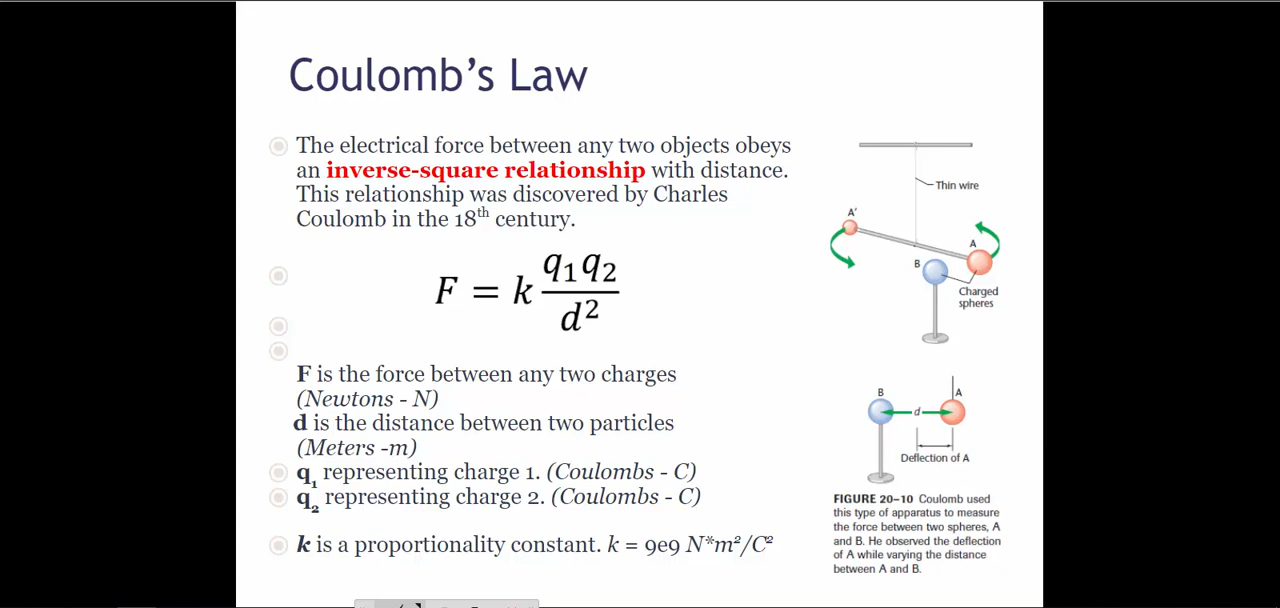 Coulomb's Law
The electrical force between any two objects obeys
an inverse-square relationship with distance.
This relationship was discovered by Charles
Coulomb in the 18th century.
F = k q₁q₂ / d²
F is the force between any two charges
(Newtons - N)
d is the distance between two particles
(Meters -m)
q₁ representing charge 1. (Coulombs - C)
q₂ representing charge 2. (Coulombs - C)
k is a proportionality constant. k = 9e9 N*m²/C²
Thin wire
A'
A
B
Charged
spheres
B
A
d
Deflection of A
FIGURE 20–10 Coulomb used
this type of apparatus to measure
the force between two spheres, A
and B. He observed the deflection
of A while varying the distance
between A and B.